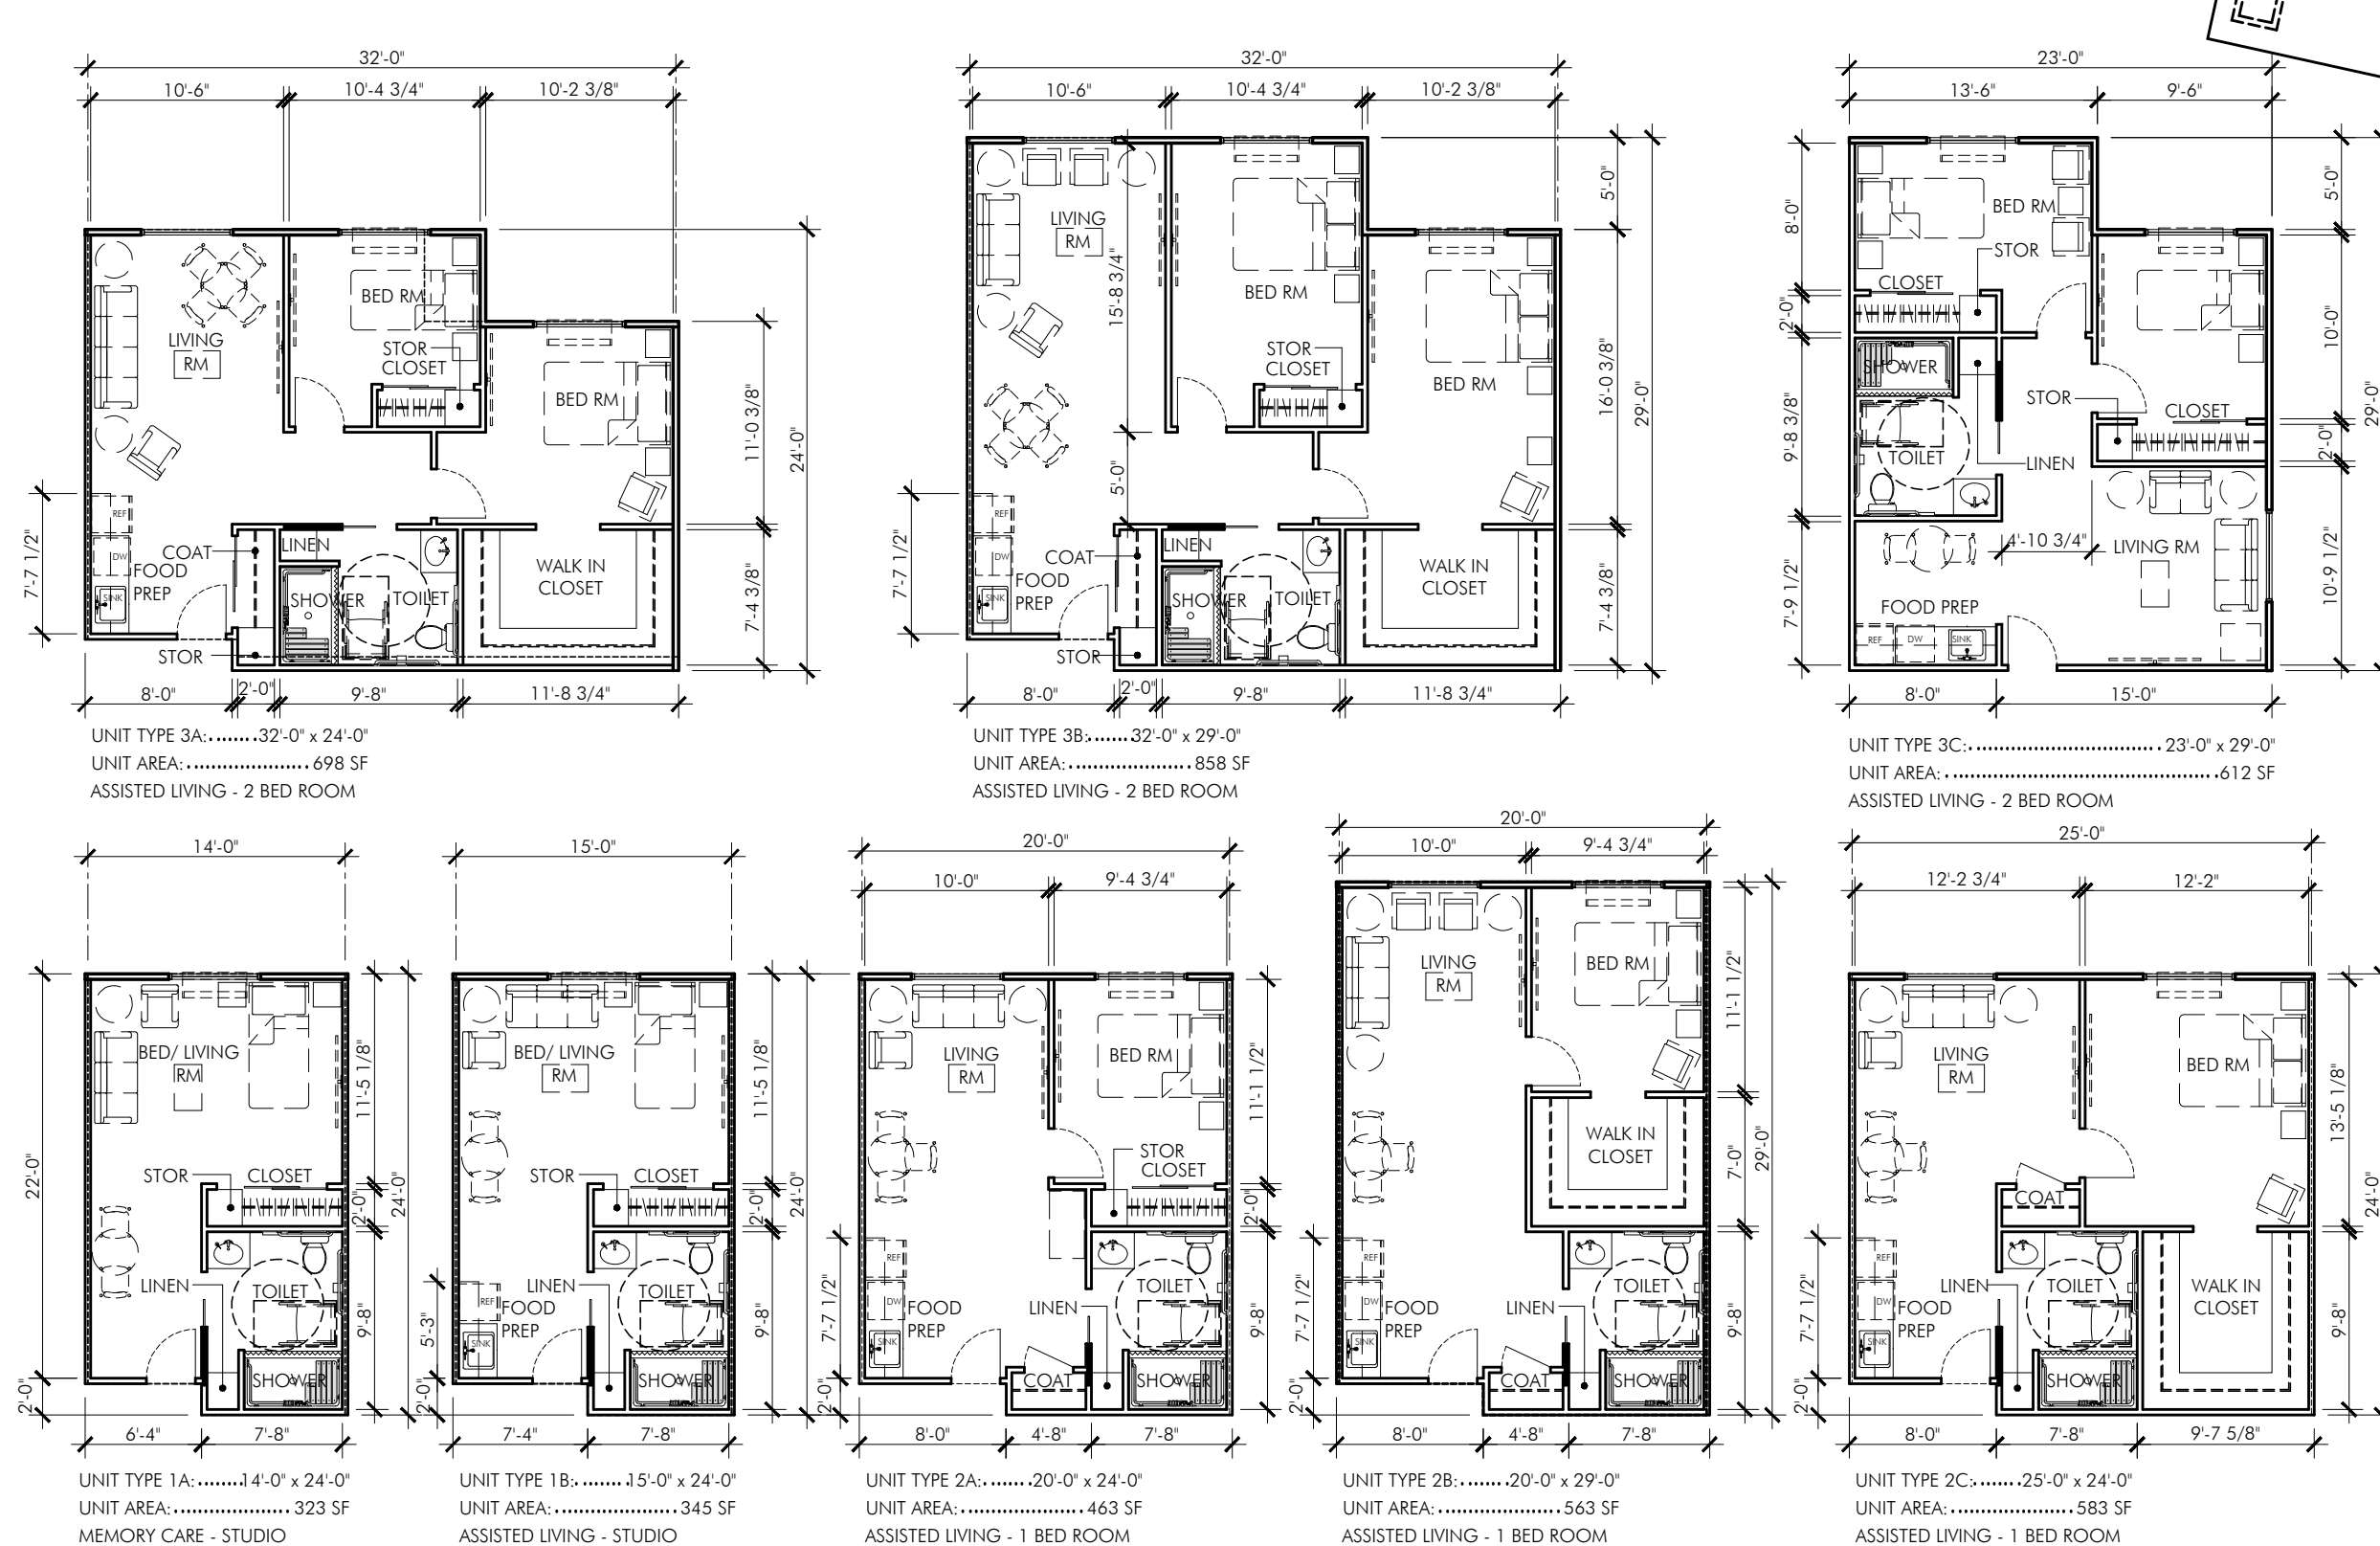 32'-0"
10'-6"
10'-4 3/4"
10'-2 3/8"
LIVING
RM
BED RM
STOR
CLOSET
BED RM
11'-0 3/8"
24'-0"
7'-7 1/2"
REF
DW
SINK
COAT
FOOD
PREP
STOR
LINEN
SHOWER
TOILET
WALK IN
CLOSET
7'-4 3/8"
8'-0"
2'-0"
9'-8"
11'-8 3/4"
UNIT TYPE 3A:........32'-0" x 24'-0"
UNIT AREA:.....................698 SF
ASSISTED LIVING - 2 BED ROOM
32'-0"
10'-6"
10'-4 3/4"
10'-2 3/8"
LIVING
RM
15'-8 3/4"
5'-0"
BED RM
STOR
CLOSET
BED RM
5'-0"
16'-0 3/8"
29'-0"
7'-7 1/2"
REF
DW
SINK
COAT
FOOD
PREP
STOR
LINEN
SHOWER
TOILET
WALK IN
CLOSET
7'-4 3/8"
8'-0"
2'-0"
9'-8"
11'-8 3/4"
UNIT TYPE 3B:........32'-0" x 29'-0"
UNIT AREA:.....................858 SF
ASSISTED LIVING - 2 BED ROOM
23'-0"
13'-6"
9'-6"
8'-0"
2'-0"
9'-8 3/8"
7'-9 1/2"
BED RM
STOR
CLOSET
SHOWER
STOR
CLOSET
TOILET
LINEN
4'-10 3/4"
LIVING RM
FOOD PREP
REF
DW
SINK
5'-0"
10'-0"
2'-0"
29'-0"
10'-9 1/2"
8'-0"
15'-0"
UNIT TYPE 3C:.................................23'-0" x 29'-0"
UNIT AREA:...............................................612 SF
ASSISTED LIVING - 2 BED ROOM
14'-0"
22'-0"
2'-0"
BED/ LIVING
RM
STOR
CLOSET
LINEN
TOILET
SHOWER
11'-5 1/8"
2'-0"
24'-0"
9'-8"
6'-4"
7'-8"
UNIT TYPE 1A:........14'-0" x 24'-0"
UNIT AREA:....................323 SF
MEMORY CARE - STUDIO
15'-0"
BED/ LIVING
RM
STOR
CLOSET
LINEN
REF
FOOD
PREP
SINK
TOILET
SHOWER
5'-3"
2'-0"
11'-5 1/8"
2'-0"
24'-0"
9'-8"
7'-4"
7'-8"
UNIT TYPE 1B:........15'-0" x 24'-0"
UNIT AREA:.....................345 SF
ASSISTED LIVING - STUDIO
20'-0"
10'-0"
9'-4 3/4"
LIVING
RM
BED RM
STOR
CLOSET
REF
DW
SINK
FOOD
PREP
LINEN
TOILET
COAT
SHOWER
7'-7 1/2"
2'-0"
11'-1 1/2"
2'-0"
9'-8"
8'-0"
4'-8"
7'-8"
UNIT TYPE 2A:........20'-0" x 24'-0"
UNIT AREA:.....................463 SF
ASSISTED LIVING - 1 BED ROOM
20'-0"
10'-0"
9'-4 3/4"
LIVING
RM
BED RM
WALK IN
CLOSET
REF
DW
SINK
FOOD
PREP
LINEN
TOILET
COAT
SHOWER
7'-7 1/2"
2'-0"
11'-1 1/2"
7'-0"
29'-0"
9'-8"
8'-0"
4'-8"
7'-8"
UNIT TYPE 2B:........20'-0" x 29'-0"
UNIT AREA:.....................563 SF
ASSISTED LIVING - 1 BED ROOM
25'-0"
12'-2 3/4"
12'-2"
LIVING
RM
BED RM
COAT
REF
DW
SINK
FOOD
PREP
LINEN
TOILET
SHOWER
WALK IN
CLOSET
7'-7 1/2"
2'-0"
13'-5 1/8"
24'-0"
9'-8"
8'-0"
7'-8"
9'-7 5/8"
UNIT TYPE 2C:........25'-0" x 24'-0"
UNIT AREA:.....................583 SF
ASSISTED LIVING - 1 BED ROOM